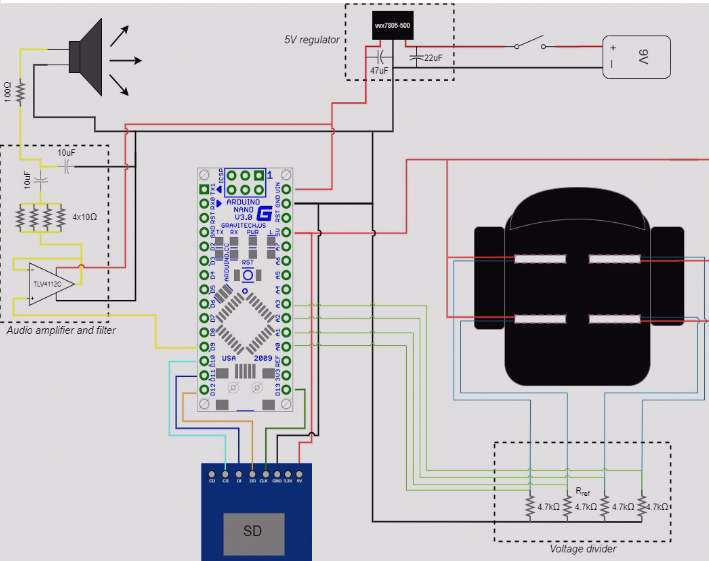 5V regulator
vxx7805-500
47uF
22uF
+
−
9V
100Ω
10uF
10uF
4x10Ω
TLV4112C
Audio amplifier and filter
ICSP
1
TX1
RX0
RST
GND
D2
D3
D4
D5
D6
D7
D8
D9
D10
D11
D12
VIN
GND
RST
5V
A7
A6
A5
A4
A3
A2
A1
A0
REF
3V3
D13
ARDUINO
NANO
V3.0
G
GRAVITECH.US
TX RX PWR L
ARDUINO.CC
RST
USA 2009
CD CS DI DO CLK GND 3.3V 5V
SD
Rref
4.7kΩ
4.7kΩ
4.7kΩ
4.7kΩ
Voltage divider